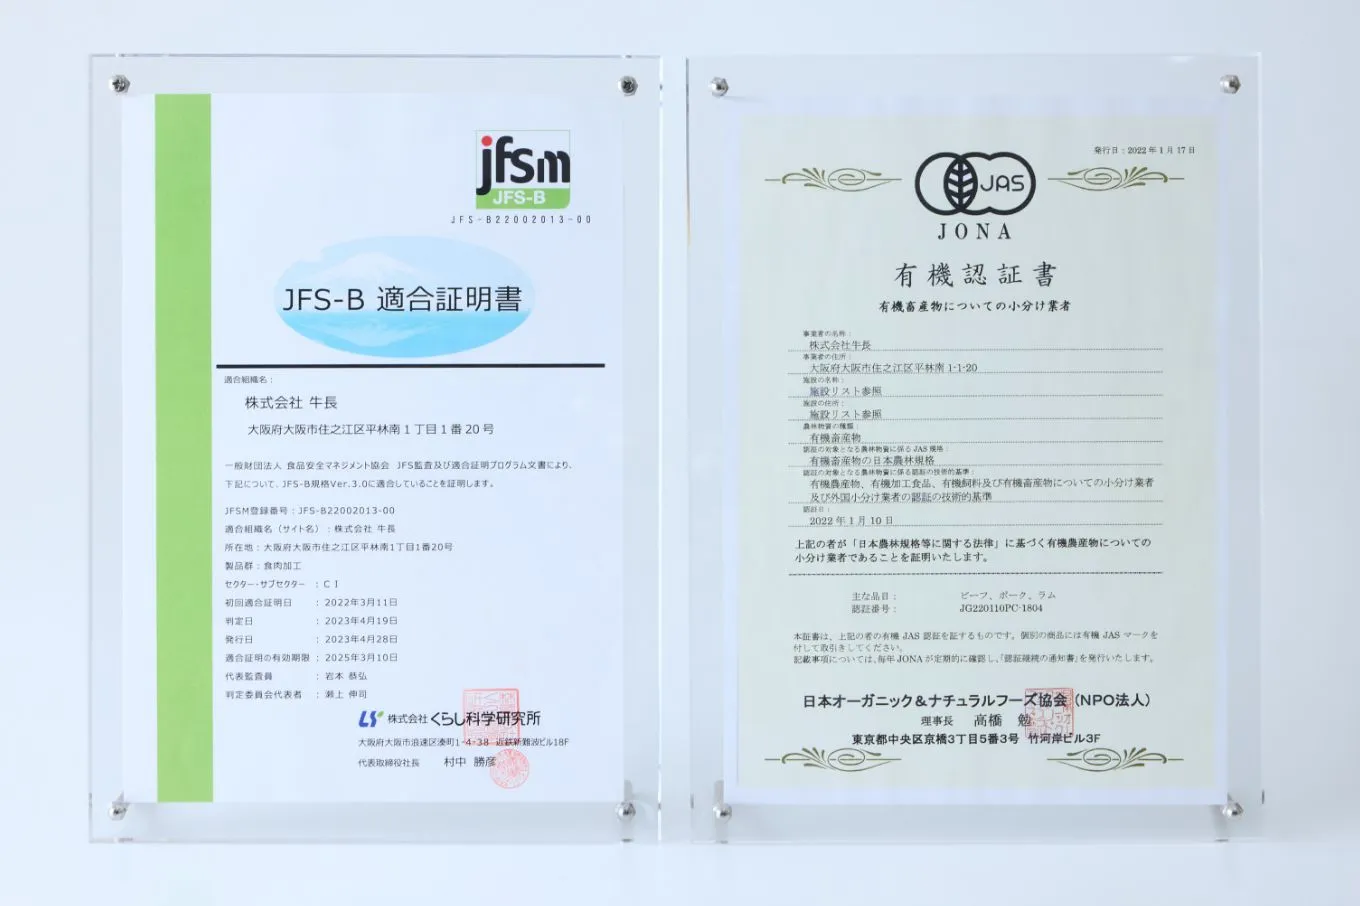 jfsm
JFS-B
JFS-B22002013-00
JFS-B 適合証明書
適合組織名：
株式会社 牛長
大阪府大阪市住之江区平林南1丁目1番20号
一般財団法人 食品安全マネジメント協会 JFS監査及び適合証明プログラム文書により、
下記について、JFS-B規格Ver.3.0に適合していることを証明します。
JFSM登録番号：JFS-B22002013-00
適合組織名（サイト名）：株式会社 牛長
所在地：大阪府大阪市住之江区平林南1丁目1番20号
製品群：食肉加工
セクター・サブセクター ：C I
初回適合証明日 ：2022年3月11日
判定日 ：2023年4月19日
発行日 ：2023年4月28日
適合証明の有効期限：2025年3月10日
代表監査員 ：岩本 恭弘
判定委員会代表者 ：瀬上 伸司
LS 株式会社くらし科学研究所
大阪府大阪市浪速区湊町1-4-38 近鉄新難波ビル18F
代表取締役社長 村中 勝彦
発行日：2022年1月17日
JAS
JONA
有機認証書
有機畜産物についての小分け業者
事業者の名称：
株式会社牛長
事業者の住所：
大阪府大阪市住之江区平林南1-1-20
施設の名称：
施設リスト参照
施設の住所：
施設リスト参照
農林物資の種類：
有機畜産物
認証の対象となる農林物資に係るJAS規格：
有機畜産物の日本農林規格
認証の対象となる農林物資に係る認証の技術的基準：
有機農産物、有機加工食品、有機飼料及び有機畜産物についての小分け業者
及び外国小分け業者の認証の技術的基準
認証日：
2022年1月10日
上記の者が「日本農林規格等に関する法律」に基づく有機農産物についての
小分け業者であることを証明いたします。
主な品目： ビーフ、ポーク、ラム
認証番号： JG220110PC-1804
本証書は、上記の者の有機JAS認証を証するものです。個別の商品には有機JASマークを
付して取引きしてください。
記載事項については、毎年JONAが定期的に確認し、「認証継続の通知書」を発行いたします。
日本オーガニック＆ナチュラルフーズ協会（NPO法人）
理事長 高橋 勉
東京都中央区京橋3丁目5番3号 竹河岸ビル3F